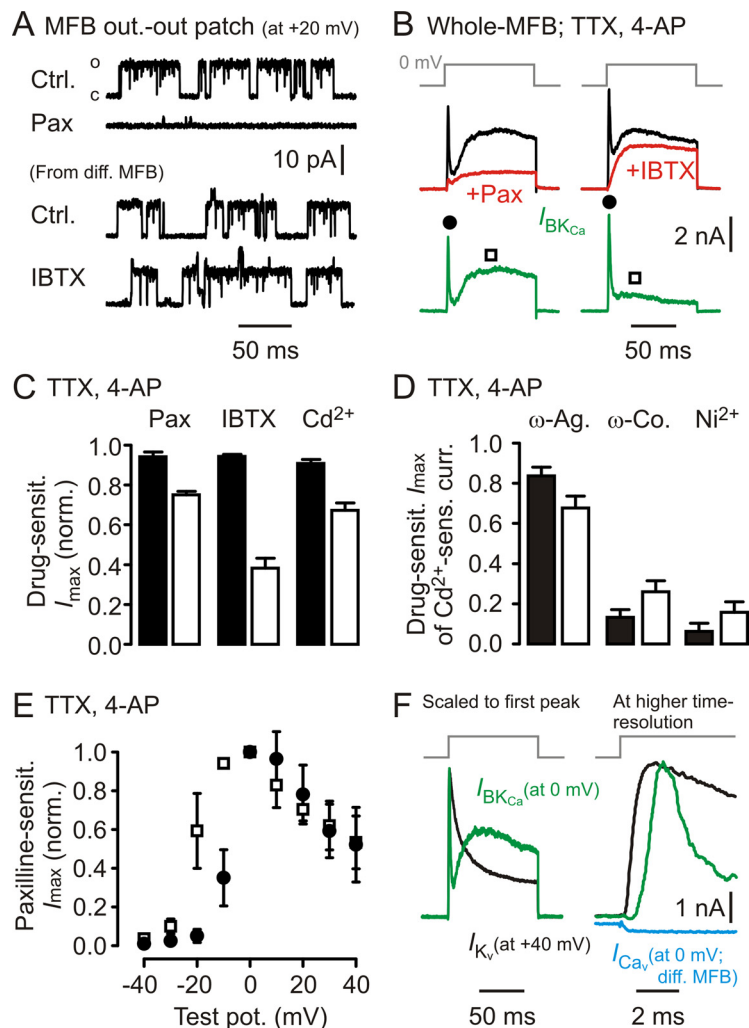 A MFB out.-out patch (at +20 mV)
Ctrl.
o
c
Pax
10 pA
(From diff. MFB)
Ctrl.
IBTX
50 ms
B Whole-MFB; TTX, 4-AP
0 mV
+Pax
+IBTX
IBKCa
2 nA
50 ms
C TTX, 4-AP
Pax IBTX Cd2+
Drug-sensit.
Imax (norm.)
1.0
0.8
0.6
0.4
0.2
0.0
D TTX, 4-AP
ω-Ag. ω-Co. Ni2+
Drug-sensit. Imax
of Cd2+-sens. curr.
1.0
0.8
0.6
0.4
0.2
0.0
E TTX, 4-AP
Paxilline-sensit.
Imax (norm.)
1.0
0.8
0.6
0.4
0.2
0.0
-40 -20 0 20 40
Test pot. (mV)
F Scaled to first peak
At higher time-
resolution
IBKCa (at 0 mV)
IKv (at +40 mV)
1 nA
ICav (at 0 mV;
diff. MFB)
50 ms
2 ms